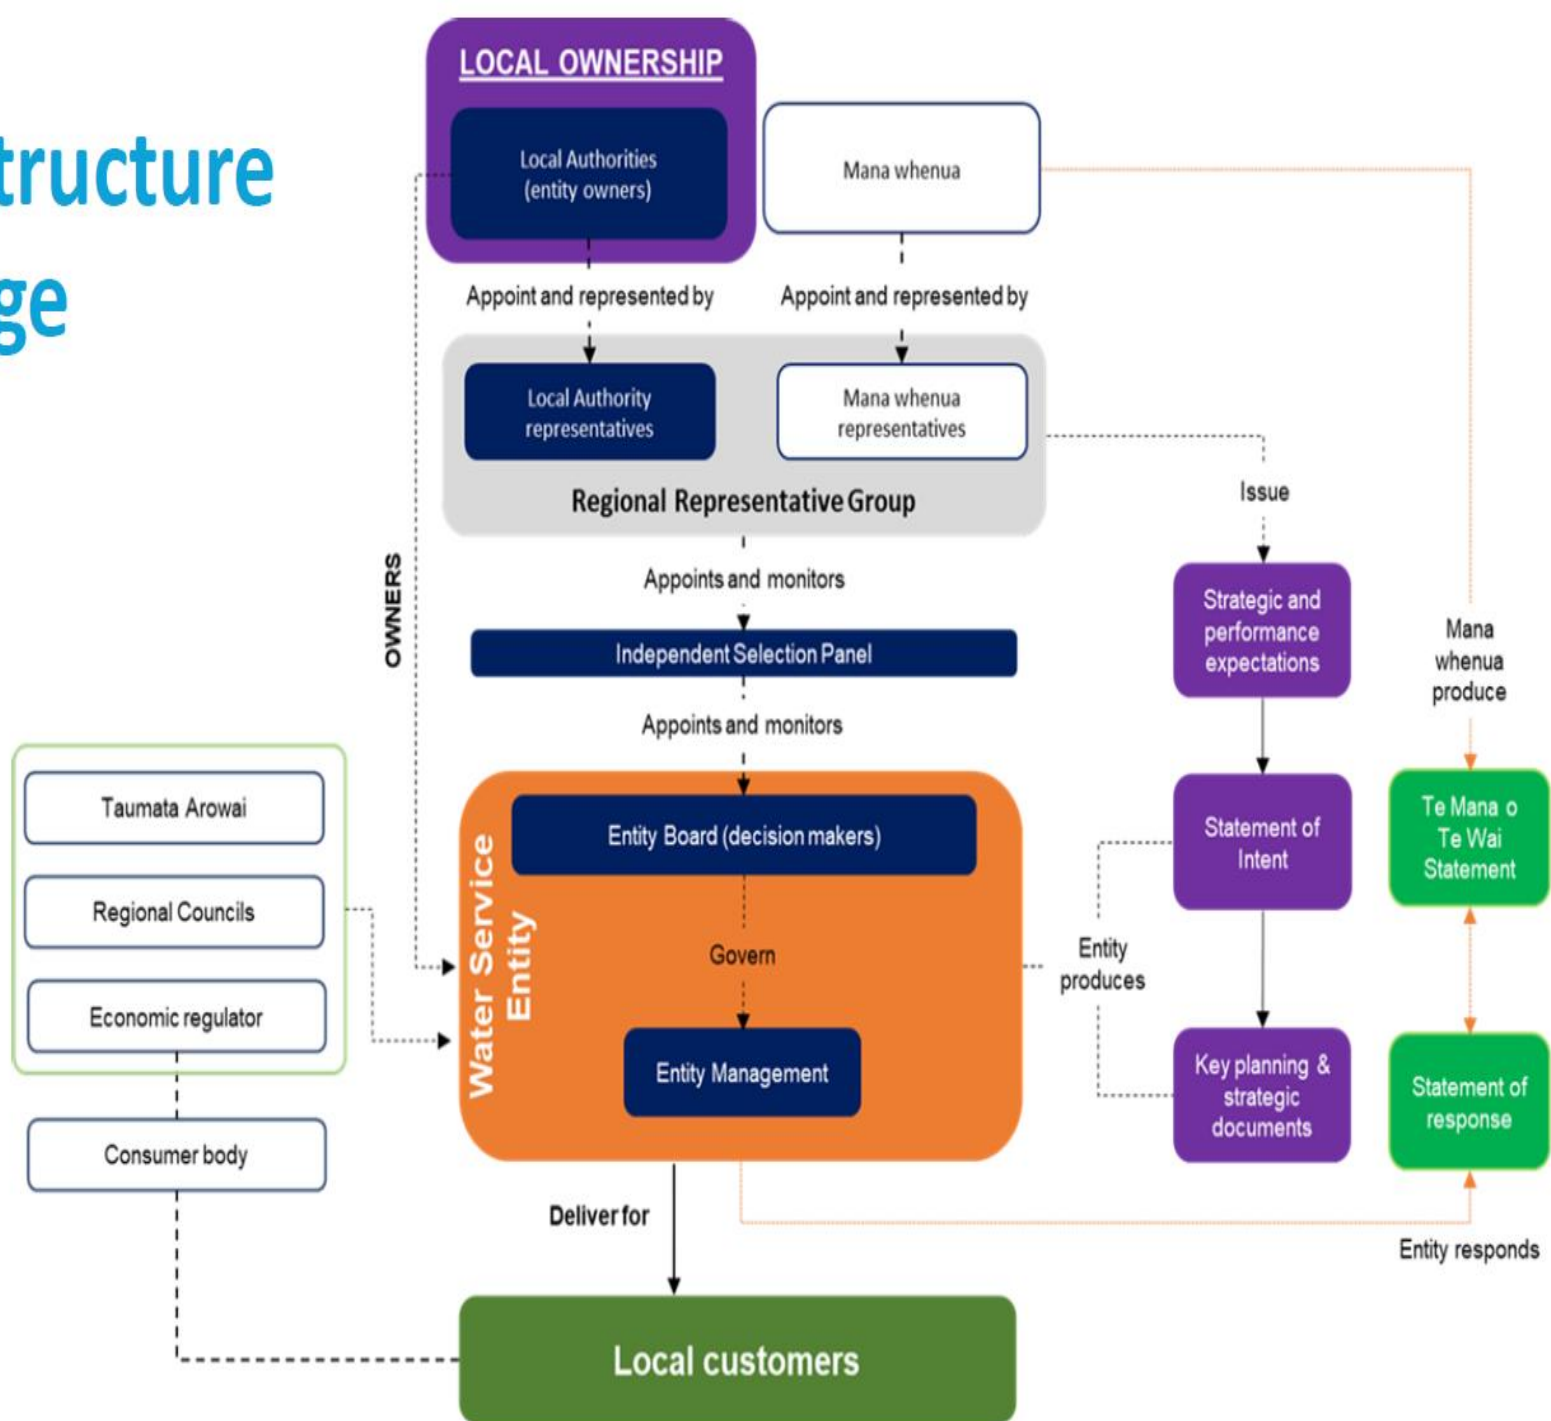 LOCAL OWNERSHIP
Local Authorities
(entity owners)
Mana whenua
Appoint and represented by
Appoint and represented by
Local Authority
representatives
Mana whenua
representatives
Regional Representative Group
Issue
OWNERS
Appoints and monitors
Independent Selection Panel
Appoints and monitors
Strategic and
performance
expectations
Mana
whenua
produce
Taumata Arowai
Regional Councils
Economic regulator
Consumer body
Water Service
Entity
Entity Board (decision makers)
Govern
Entity Management
Entity
produces
Statement of
Intent
Key planning &
strategic
documents
Te Mana o
Te Wai
Statement
Statement of
response
Deliver for
Entity responds
Local customers